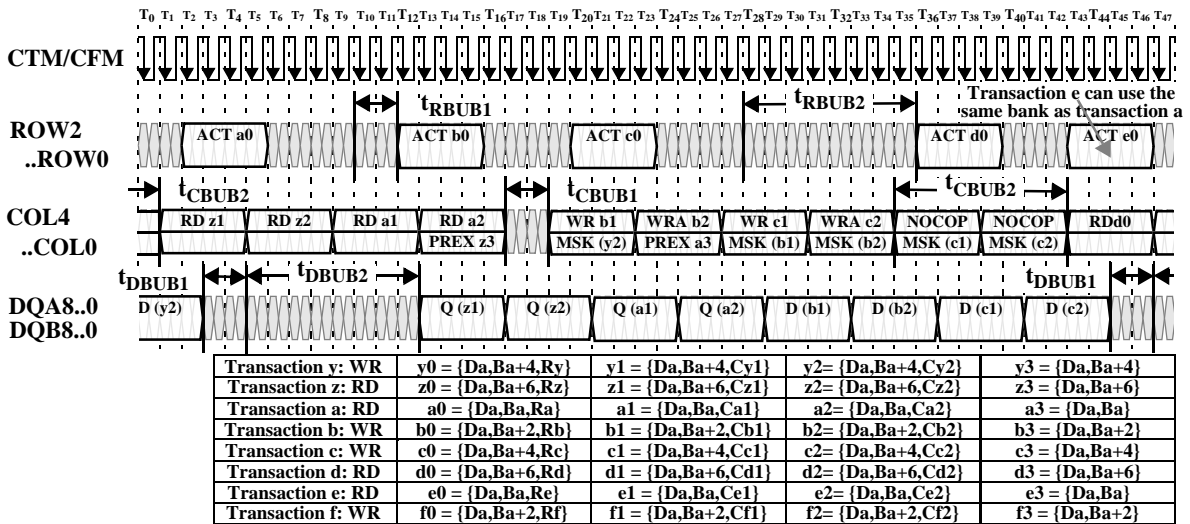 T0 T1 T2 T3 T4 T5 T6 T7 T8 T9 T10 T11 T12 T13 T14 T15 T16 T17 T18 T19 T20 T21 T22 T23 T24 T25 T26 T27 T28 T29 T30 T31 T32 T33 T34 T35 T36 T37 T38 T39 T40 T41 T42 T43 T44 T45 T46 T47
CTM/CFM
tRBUB1 tRBUB2 Transaction e can use the
same bank as transaction a
ROW2 ACT a0 ACT b0 ACT c0 ACT d0 ACT e0
..ROW0
tCBUB2 tCBUB1 tCBUB2
COL4 RD z1 RD z2 RD a1 RD a2 WR b1 WRA b2 WR c1 WRA c2 NOCOP NOCOP RDd0
..COL0 PREX z3 MSK (y2) PREX a3 MSK (b1) MSK (b2) MSK (c1) MSK (c2)
tDBUB1 tDBUB2 tDBUB1
DQA8..0 D (y2) Q (z1) Q (z2) Q (a1) Q (a2) D (b1) D (b2) D (c1) D (c2)
DQB8..0
Transaction y: WR y0 = {Da,Ba+4,Ry} y1 = {Da,Ba+4,Cy1} y2= {Da,Ba+4,Cy2} y3 = {Da,Ba+4}
Transaction z: RD z0 = {Da,Ba+6,Rz} z1 = {Da,Ba+6,Cz1} z2= {Da,Ba+6,Cz2} z3 = {Da,Ba+6}
Transaction a: RD a0 = {Da,Ba,Ra} a1 = {Da,Ba,Ca1} a2= {Da,Ba,Ca2} a3 = {Da,Ba}
Transaction b: WR b0 = {Da,Ba+2,Rb} b1 = {Da,Ba+2,Cb1} b2= {Da,Ba+2,Cb2} b3 = {Da,Ba+2}
Transaction c: WR c0 = {Da,Ba+4,Rc} c1 = {Da,Ba+4,Cc1} c2= {Da,Ba+4,Cc2} c3 = {Da,Ba+4}
Transaction d: RD d0 = {Da,Ba+6,Rd} d1 = {Da,Ba+6,Cd1} d2= {Da,Ba+6,Cd2} d3 = {Da,Ba+6}
Transaction e: RD e0 = {Da,Ba,Re} e1 = {Da,Ba,Ce1} e2= {Da,Ba,Ce2} e3 = {Da,Ba}
Transaction f: WR f0 = {Da,Ba+2,Rf} f1 = {Da,Ba+2,Cf1} f2= {Da,Ba+2,Cf2} f3 = {Da,Ba+2}